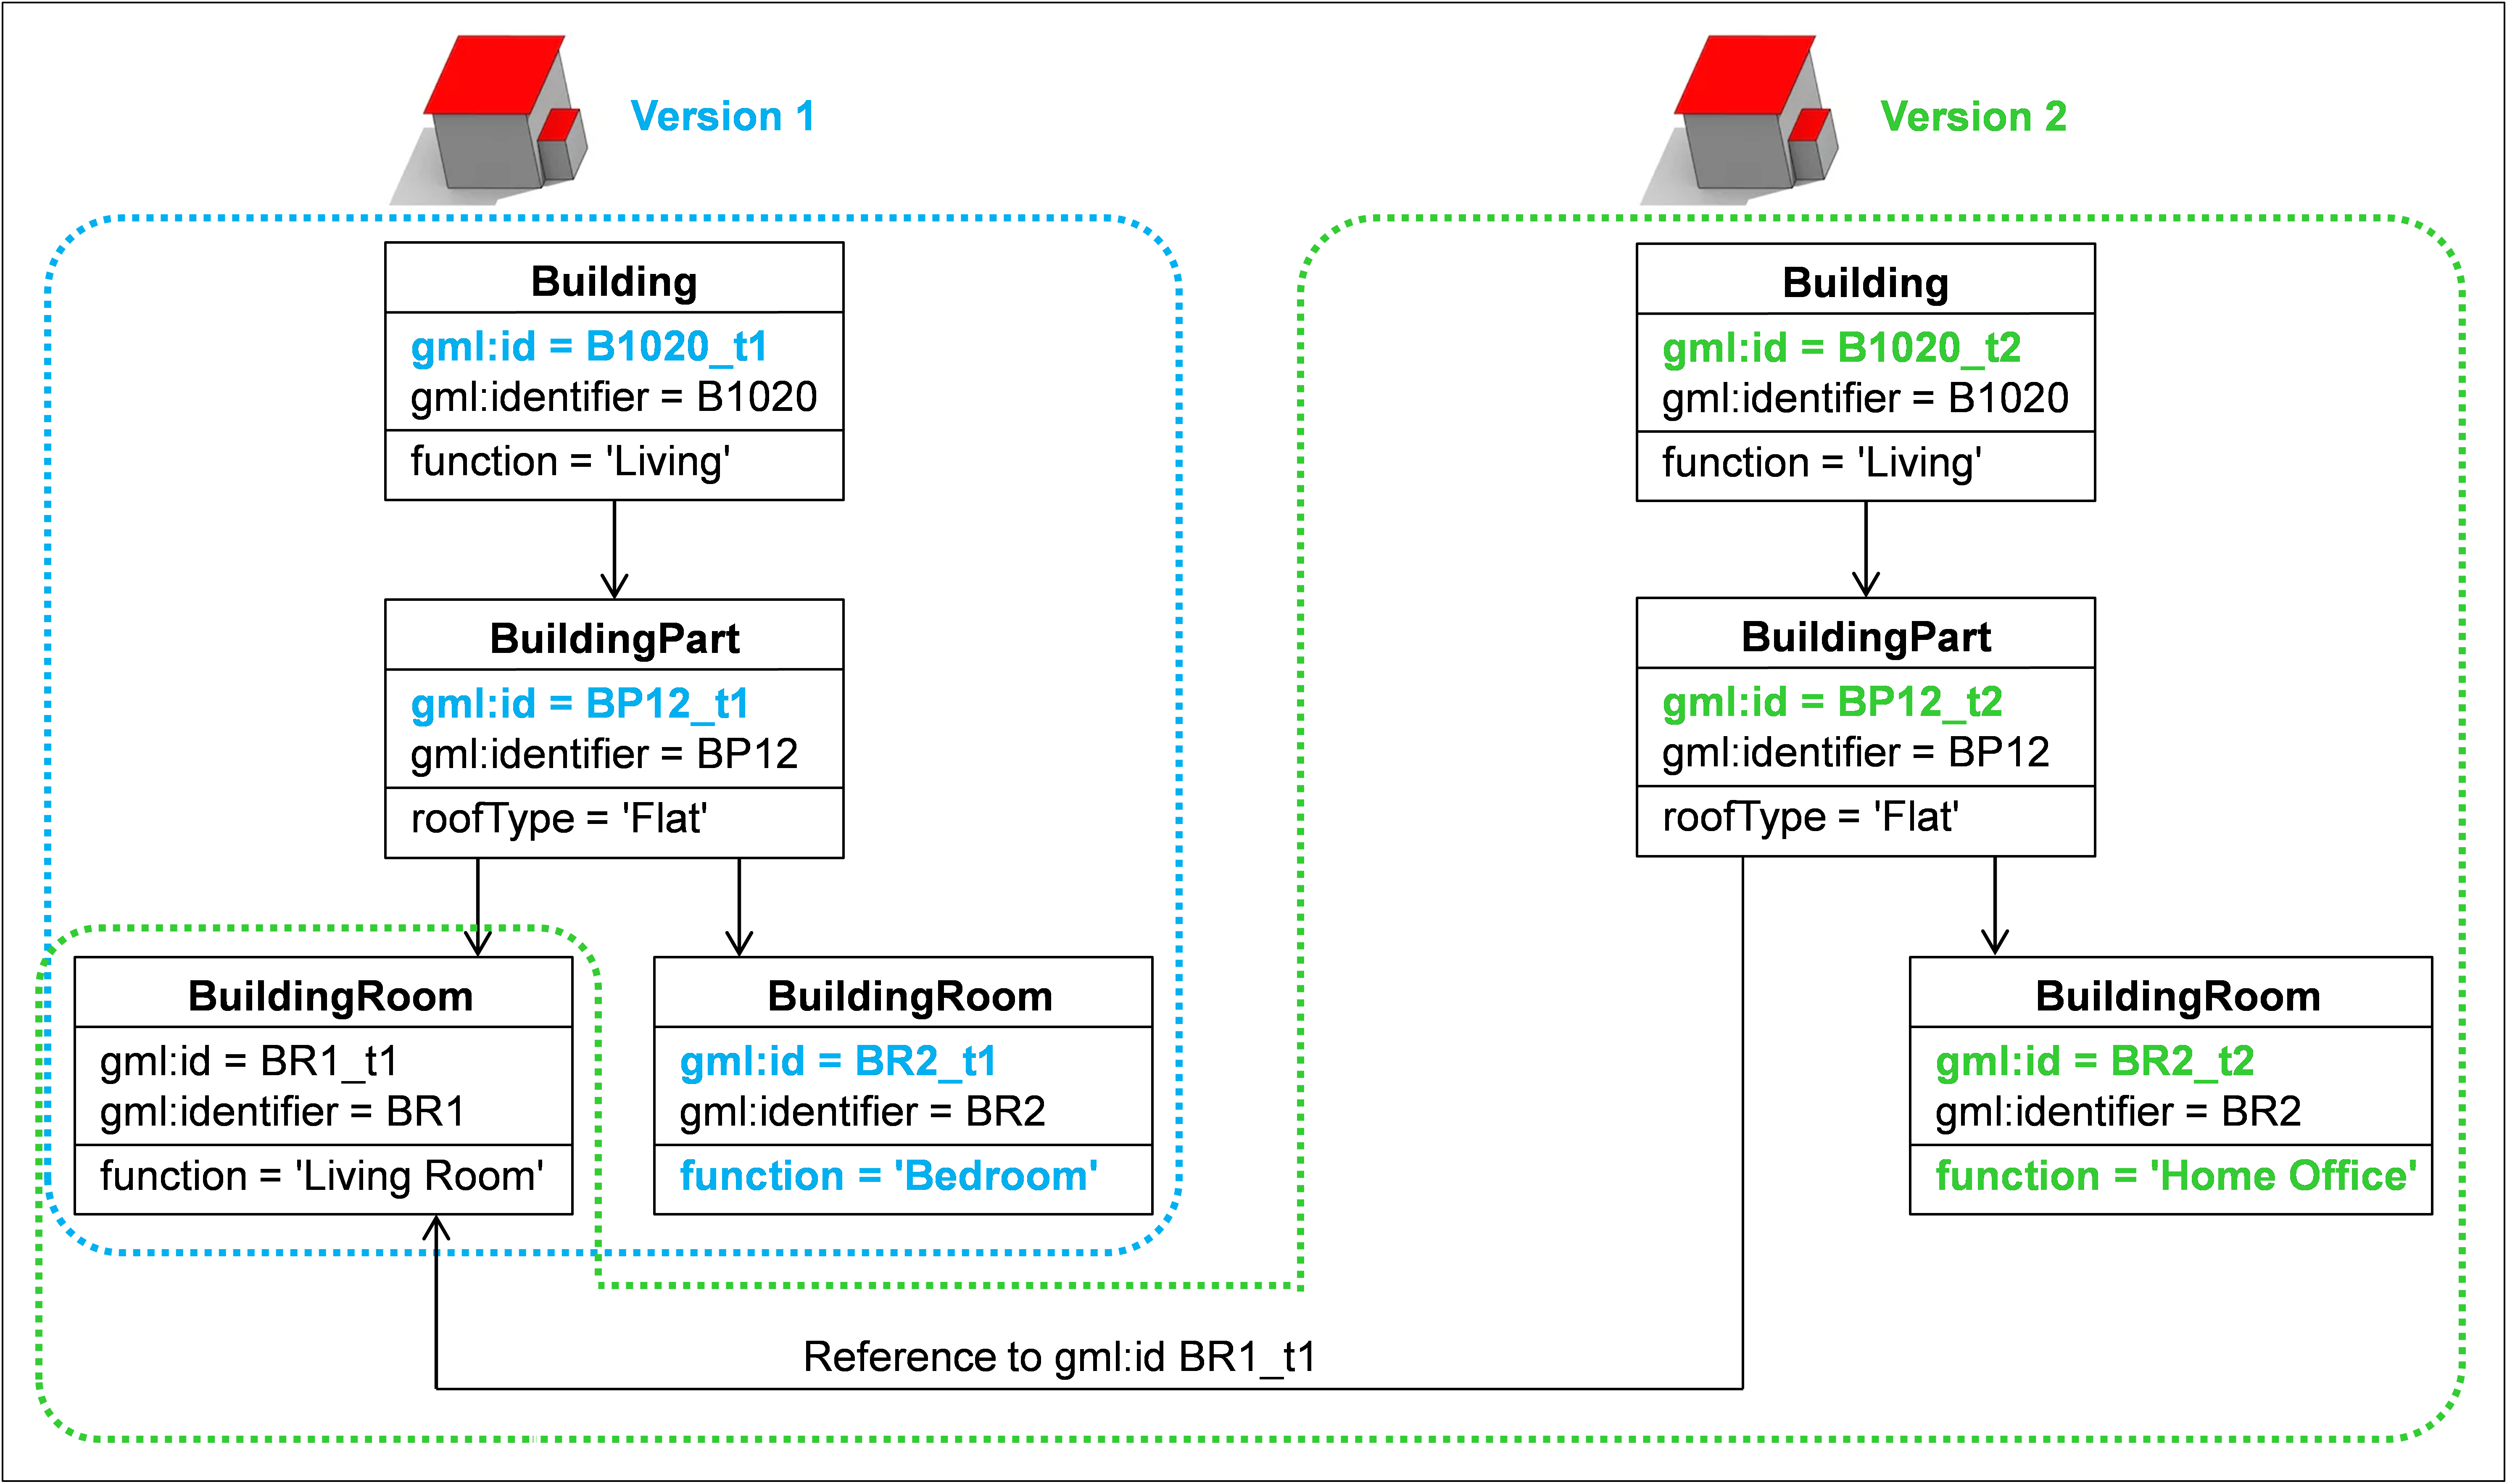 Version 1
Building
gml:id = B1020_t1
gml:identifier = B1020
function = 'Living'
BuildingPart
gml:id = BP12_t1
gml:identifier = BP12
roofType = 'Flat'
BuildingRoom
gml:id = BR1_t1
gml:identifier = BR1
function = 'Living Room'
BuildingRoom
gml:id = BR2_t1
gml:identifier = BR2
function = 'Bedroom'
Version 2
Building
gml:id = B1020_t2
gml:identifier = B1020
function = 'Living'
BuildingPart
gml:id = BP12_t2
gml:identifier = BP12
roofType = 'Flat'
BuildingRoom
gml:id = BR2_t2
gml:identifier = BR2
function = 'Home Office'
Reference to gml:id BR1_t1